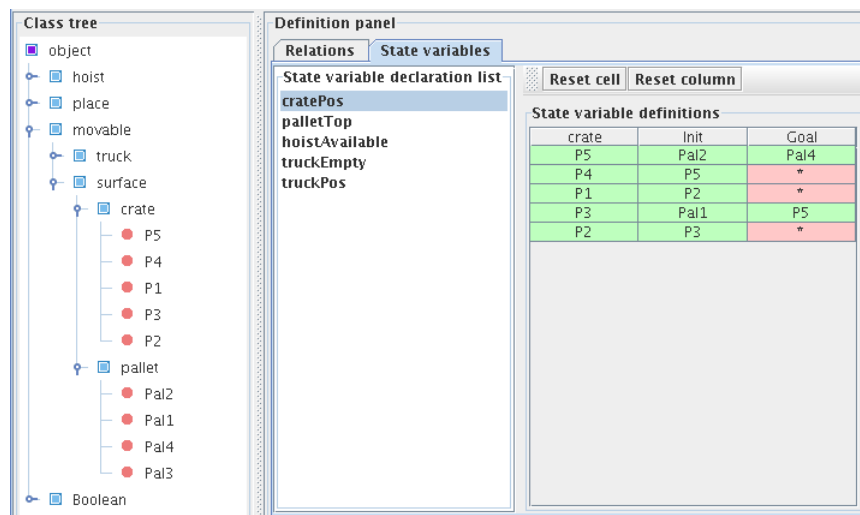 Class tree
object
hoist
place
movable
truck
surface
crate
P5
P4
P1
P3
P2
pallet
Pal2
Pal1
Pal4
Pal3
Boolean
Definition panel
Relations State variables
State variable declaration list
cratePos
palletTop
hoistAvailable
truckEmpty
truckPos
Reset cell Reset column
State variable definitions
crate Init Goal
P5 Pal2 Pal4
P4 P5 *
P1 P2 *
P3 Pal1 P5
P2 P3 *